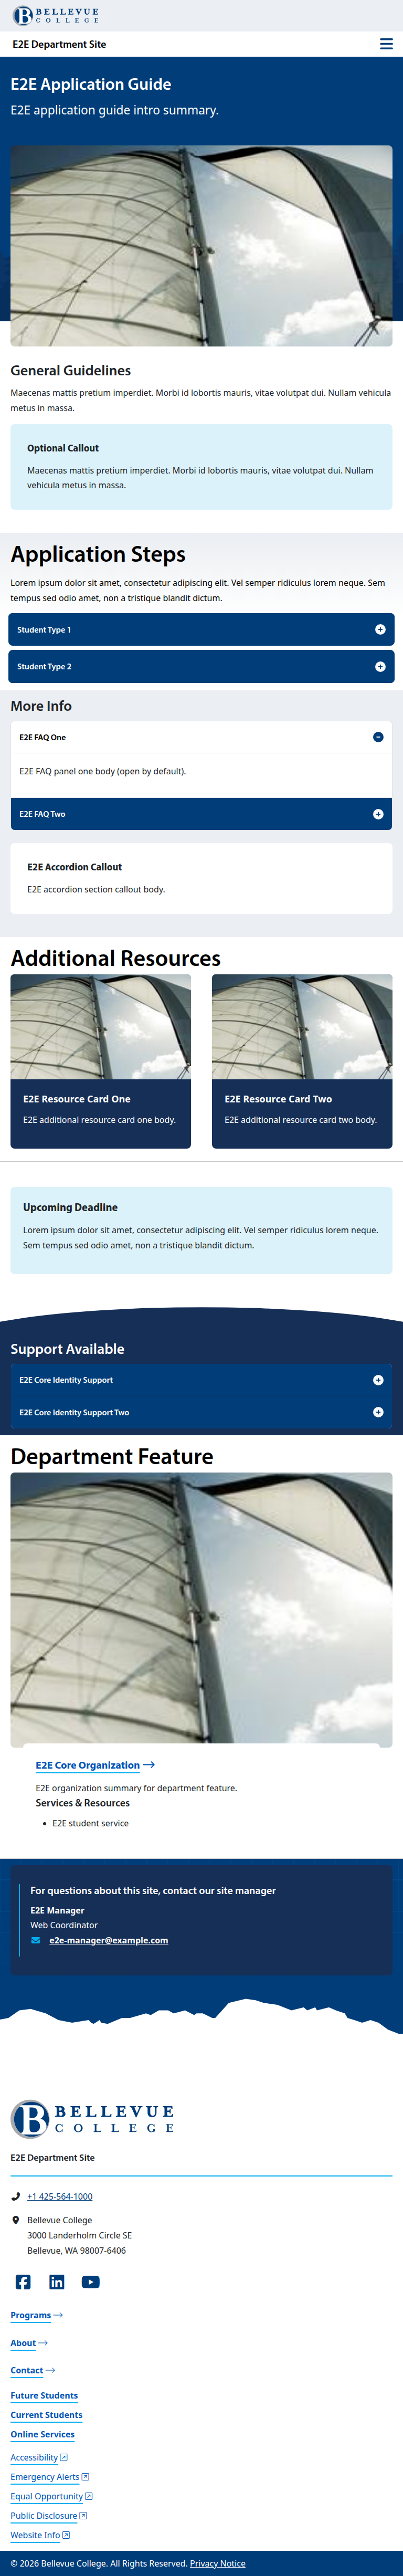 BELLEVUE
COLLEGE
E2E Department Site
E2E Application Guide
E2E application guide intro summary.
General Guidelines
Maecenas mattis pretium imperdiet. Morbi id lobortis mauris, vitae volutpat dui. Nullam vehicula
metus in massa.
Optional Callout
Maecenas mattis pretium imperdiet. Morbi id lobortis mauris, vitae volutpat dui. Nullam
vehicula metus in massa.
Application Steps
Lorem ipsum dolor sit amet, consectetur adipiscing elit. Vel semper ridiculus lorem neque. Sem
tempus sed odio amet, non a tristique blandit dictum.
Student Type 1
Student Type 2
More Info
E2E FAQ One
E2E FAQ panel one body (open by default).
E2E FAQ Two
E2E Accordion Callout
E2E accordion section callout body.
Additional Resources
E2E Resource Card One
E2E additional resource card one body.
E2E Resource Card Two
E2E additional resource card two body.
Upcoming Deadline
Lorem ipsum dolor sit amet, consectetur adipiscing elit. Vel semper ridiculus lorem neque.
Sem tempus sed odio amet, non a tristique blandit dictum.
Support Available
E2E Core Identity Support
E2E Core Identity Support Two
Department Feature
E2E Core Organization
E2E organization summary for department feature.
Services & Resources
E2E student service
For questions about this site, contact our site manager
E2E Manager
Web Coordinator
e2e-manager@example.com
B BELLEVUE
COLLEGE
E2E Department Site
+1 425-564-1000
Bellevue College
3000 Landerholm Circle SE
Bellevue, WA 98007-6406
Programs
About
Contact
Future Students
Current Students
Online Services
Accessibility
Emergency Alerts
Equal Opportunity
Public Disclosure
Website Info
© 2026 Bellevue College. All Rights Reserved. Privacy Notice